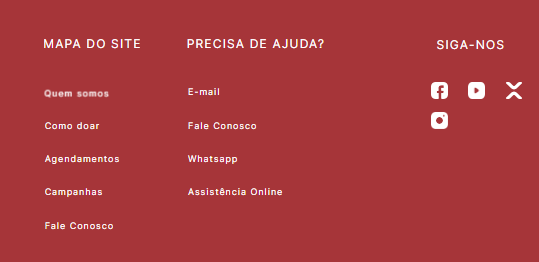 MAPA DO SITE
Quem somos
Como doar
Agendamentos
Campanhas
Fale Conosco
PRECISA DE AJUDA?
E-mail
Fale Conosco
Whatsapp
Assistência Online
SIGA-NOS